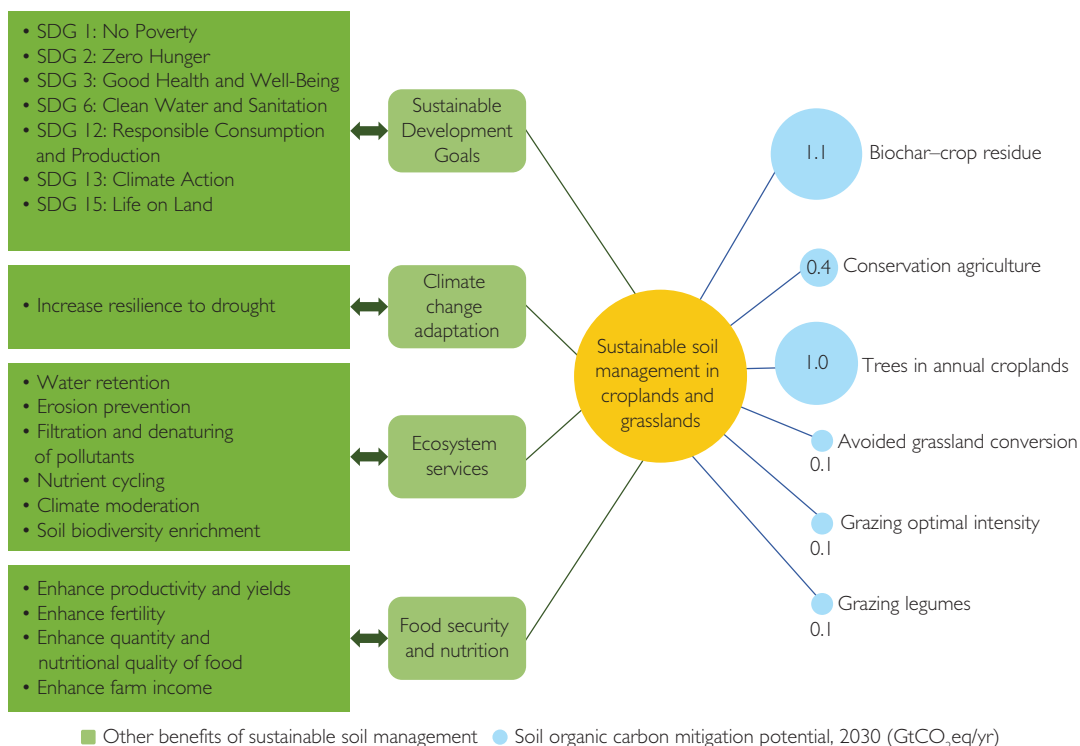 • SDG 1: No Poverty
• SDG 2: Zero Hunger
• SDG 3: Good Health and Well-Being
• SDG 6: Clean Water and Sanitation
• SDG 12: Responsible Consumption
and Production
• SDG 13: Climate Action
• SDG 15: Life on Land
Sustainable
Development
Goals
• Increase resilience to drought
Climate
change
adaptation
• Water retention
• Erosion prevention
• Filtration and denaturing
of pollutants
• Nutrient cycling
• Climate moderation
• Soil biodiversity enrichment
Ecosystem
services
• Enhance productivity and yields
• Enhance fertility
• Enhance quantity and
nutritional quality of food
• Enhance farm income
Food security
and nutrition
Sustainable soil
management in
croplands and
grasslands
1.1 Biochar–crop residue
0.4 Conservation agriculture
1.0 Trees in annual croplands
Avoided grassland conversion
0.1
Grazing optimal intensity
0.1
Grazing legumes
0.1
Other benefits of sustainable soil management Soil organic carbon mitigation potential, 2030 (GtCO₂eq/yr)